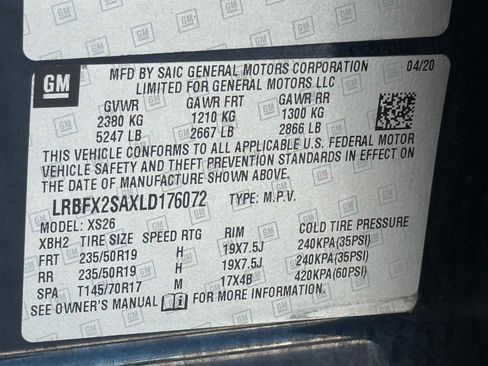 GM
MFD BY SAIC GENERAL MOTORS CORPORATION 04/20
LIMITED FOR GENERAL MOTORS LLC
GVWR GAWR FRT GAWR RR
2380 KG 1210 KG 1300 KG
5247 LB 2667 LB 2866 LB
THIS VEHICLE CONFORMS TO ALL APPLICABLE U.S. FEDERAL MOTOR
VEHICLE SAFETY AND THEFT PREVENTION STANDARDS IN EFFECT ON
THE DATE OF MANUFACTURE SHOWN ABOVE.
LRBFX2SAXLD176072 TYPE: M.P.V.
MODEL: XS26
XBH2 TIRE SIZE SPEED RTG RIM COLD TIRE PRESSURE
FRT 235/50R19 H 19X7.5J 240KPA(35PSI)
RR 235/50R19 H 19X7.5J 240KPA(35PSI)
SPA T145/70R17 M 17X4B 420KPA(60PSI)
SEE OWNER'S MANUAL FOR MORE INFORMATION.